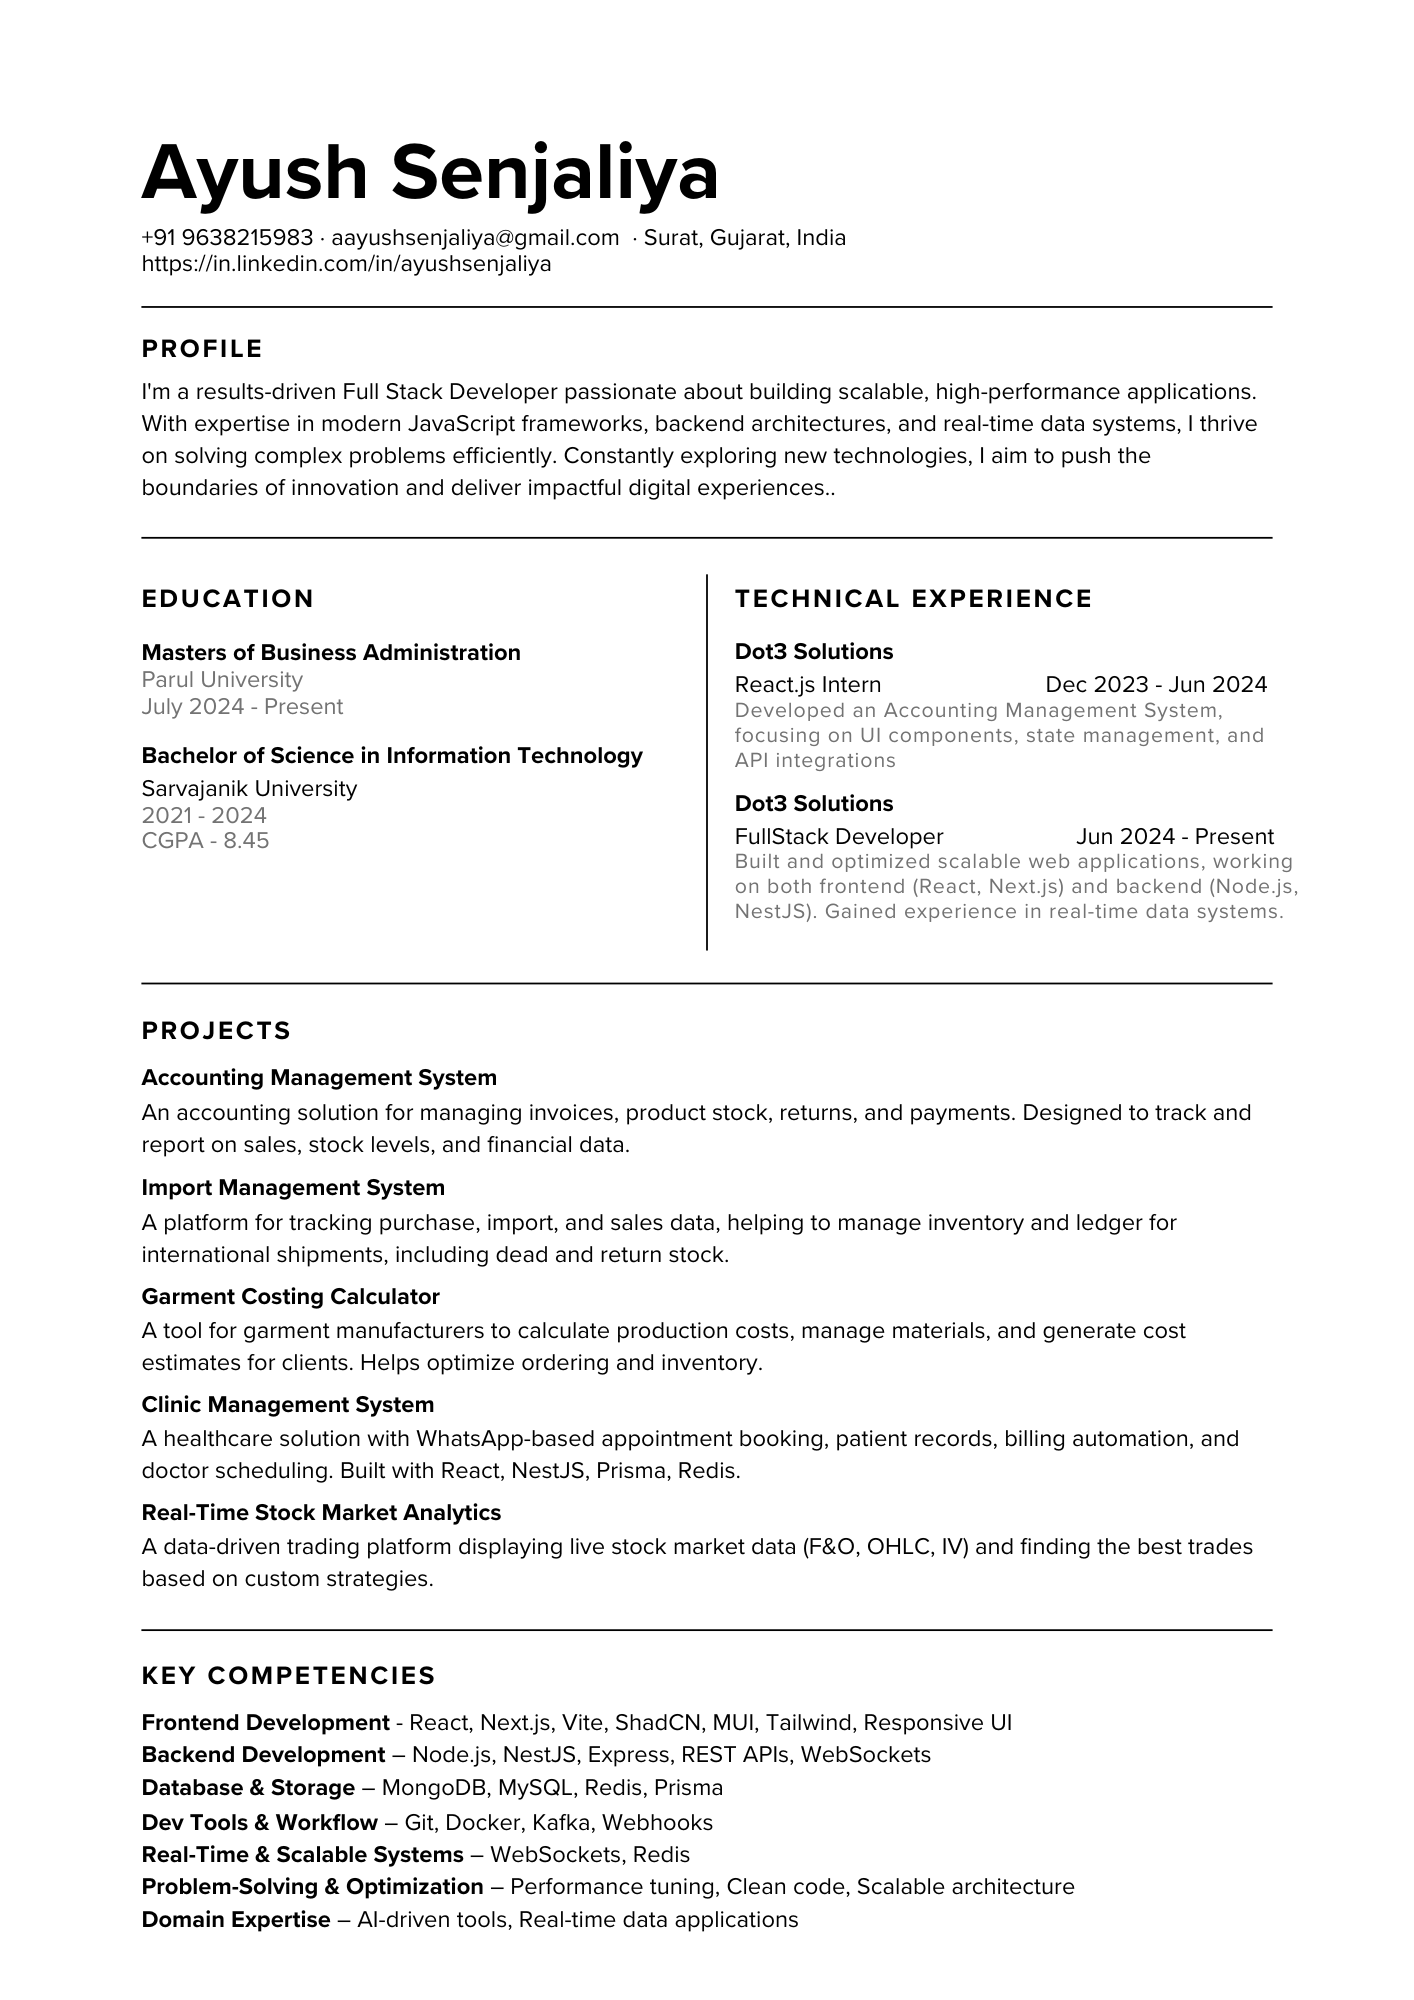 Ayush Senjaliya
+91 9638215983 · aayushsenjaliya@gmail.com · Surat, Gujarat, India
https://in.linkedin.com/in/ayushsenjaliya
PROFILE
I'm a results-driven Full Stack Developer passionate about building scalable, high-performance applications.
With expertise in modern JavaScript frameworks, backend architectures, and real-time data systems, I thrive
on solving complex problems efficiently. Constantly exploring new technologies, I aim to push the
boundaries of innovation and deliver impactful digital experiences..
EDUCATION
Masters of Business Administration
Parul University
July 2024 - Present
Bachelor of Science in Information Technology
Sarvajanik University
2021 - 2024
CGPA - 8.45
TECHNICAL EXPERIENCE
Dot3 Solutions
React.js Intern Dec 2023 - Jun 2024
Developed an Accounting Management System,
focusing on UI components, state management, and
API integrations
Dot3 Solutions
FullStack Developer Jun 2024 - Present
Built and optimized scalable web applications, working
on both frontend (React, Next.js) and backend (Node.js,
NestJS). Gained experience in real-time data systems.
PROJECTS
Accounting Management System
An accounting solution for managing invoices, product stock, returns, and payments. Designed to track and
report on sales, stock levels, and financial data.
Import Management System
A platform for tracking purchase, import, and sales data, helping to manage inventory and ledger for
international shipments, including dead and return stock.
Garment Costing Calculator
A tool for garment manufacturers to calculate production costs, manage materials, and generate cost
estimates for clients. Helps optimize ordering and inventory.
Clinic Management System
A healthcare solution with WhatsApp-based appointment booking, patient records, billing automation, and
doctor scheduling. Built with React, NestJS, Prisma, Redis.
Real-Time Stock Market Analytics
A data-driven trading platform displaying live stock market data (F&O, OHLC, IV) and finding the best trades
based on custom strategies.
KEY COMPETENCIES
Frontend Development - React, Next.js, Vite, ShadCN, MUI, Tailwind, Responsive UI
Backend Development – Node.js, NestJS, Express, REST APIs, WebSockets
Database & Storage – MongoDB, MySQL, Redis, Prisma
Dev Tools & Workflow – Git, Docker, Kafka, Webhooks
Real-Time & Scalable Systems – WebSockets, Redis
Problem-Solving & Optimization – Performance tuning, Clean code, Scalable architecture
Domain Expertise – AI-driven tools, Real-time data applications